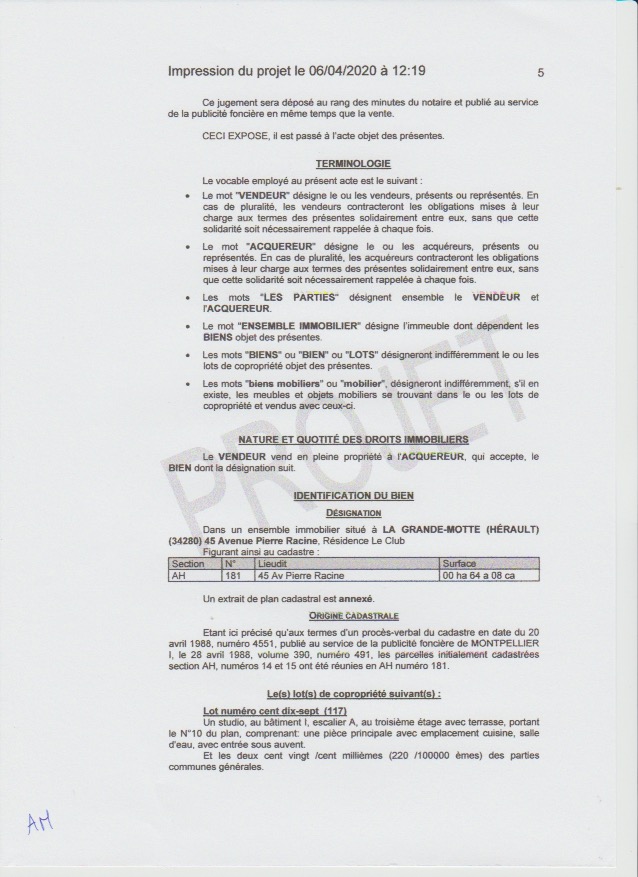 Impression du projet le 06/04/2020 à 12:19
5
Ce jugement sera déposé au rang des minutes du notaire et publié au service
de la publicité foncière en même temps que la vente.
CECI EXPOSE, il est passé à l'acte objet des présentes.
TERMINOLOGIE
Le vocable employé au présent acte est le suivant :
• Le mot "VENDEUR" désigne le ou les vendeurs, présents ou représentés. En
cas de pluralité, les vendeurs contracteront les obligations mises à leur
charge aux termes des présentes solidairement entre eux, sans que cette
solidarité soit nécessairement rappelée à chaque fois.
• Le mot "ACQUEREUR" désigne le ou les acquéreurs, présents ou
représentés. En cas de pluralité, les acquéreurs contracteront les obligations
mises à leur charge aux termes des présentes solidairement entre eux, sans
que cette solidarité soit nécessairement rappelée à chaque fois.
• Les mots "LES PARTIES" désignent ensemble le VENDEUR et
l'ACQUEREUR.
• Le mot "ENSEMBLE IMMOBILIER" désigne l'immeuble dont dépendent les
BIENS objet des présentes.
• Les mots "BIENS" ou "BIEN" ou "LOTS" désigneront indifféremment le ou les
lots de copropriété objet des présentes.
• Les mots "biens mobiliers" ou "mobilier", désigneront indifféremment, s'il en
existe, les meubles et objets mobiliers se trouvant dans le ou les lots de
copropriété et vendus avec ceux-ci.
PROJET
NATURE ET QUOTITÉ DES DROITS IMMOBILIERS
Le VENDEUR vend en pleine propriété à l'ACQUEREUR, qui accepte, le
BIEN dont la désignation suit.
IDENTIFICATION DU BIEN
DÉSIGNATION
Dans un ensemble immobilier situé à LA GRANDE-MOTTE (HÉRAULT)
(34280) 45 Avenue Pierre Racine, Résidence Le Club
Figurant ainsi au cadastre :
Section N° Lieudit Surface
AH 181 45 Av Pierre Racine 00 ha 64 a 08 ca
Un extrait de plan cadastral est annexé.
ORIGINE CADASTRALE
Etant ici précisé qu'aux termes d'un procès-verbal du cadastre en date du 20
avril 1988, numéro 4551, publié au service de la publicité foncière de MONTPELLIER
I, le 28 avril 1988, volume 390, numéro 491, les parcelles initialement cadastrées
section AH, numéros 14 et 15 ont été réunies en AH numéro 181.
Le(s) lot(s) de copropriété suivant(s) :
Lot numéro cent dix-sept (117)
Un studio, au bâtiment I, escalier A, au troisième étage avec terrasse, portant
le N°10 du plan, comprenant: une pièce principale avec emplacement cuisine, salle
d'eau, avec entrée sous auvent.
Et les deux cent vingt /cent millièmes (220 /100000 èmes) des parties
communes générales.
AM